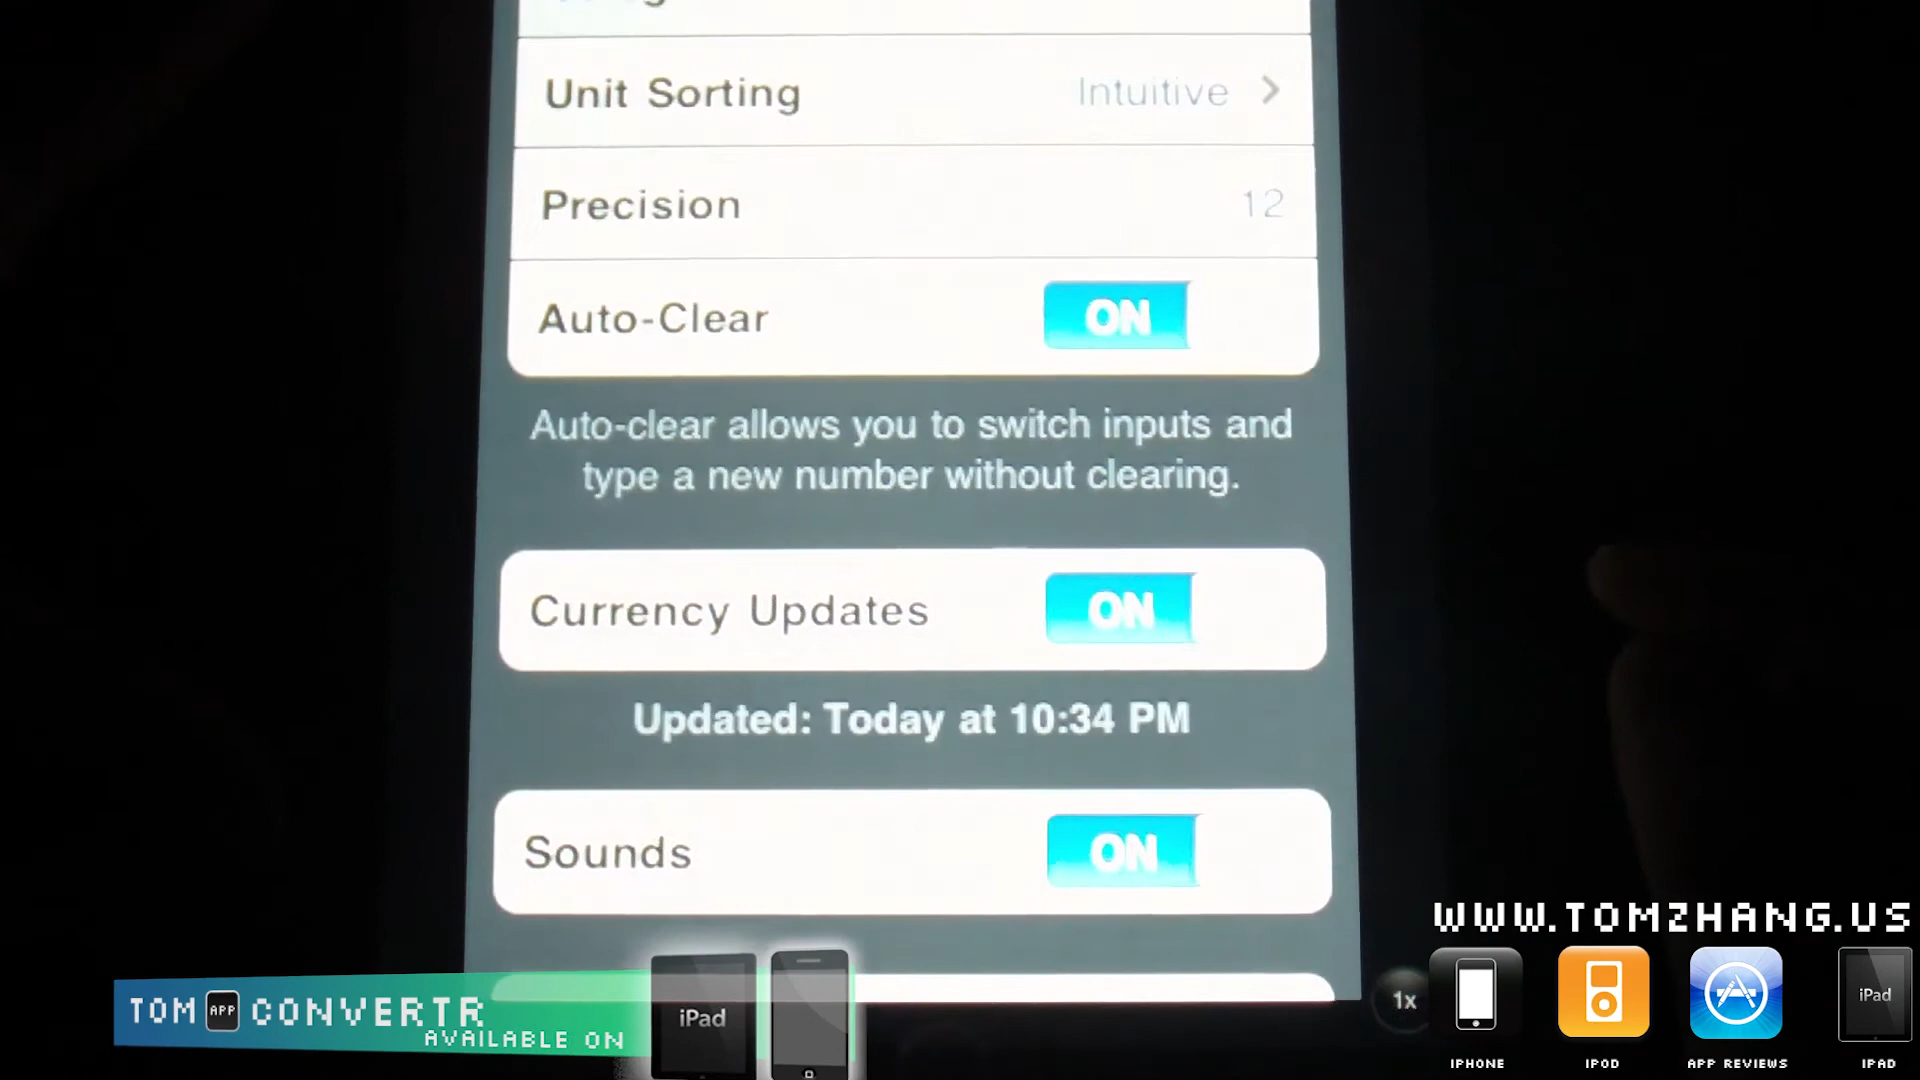 Unit Sorting Intuitive
Precision 12
Auto-Clear ON
Auto-clear allows you to switch inputs and
type a new number without clearing.
Currency Updates ON
Updated: Today at 10:34 PM
Sounds ON
WWW.TOMZHANG.US
TOM APP CONVERTR
AVAILABLE ON
iPad
1x
iPad
IPHONE IPOD APP REVIEWS IPAD